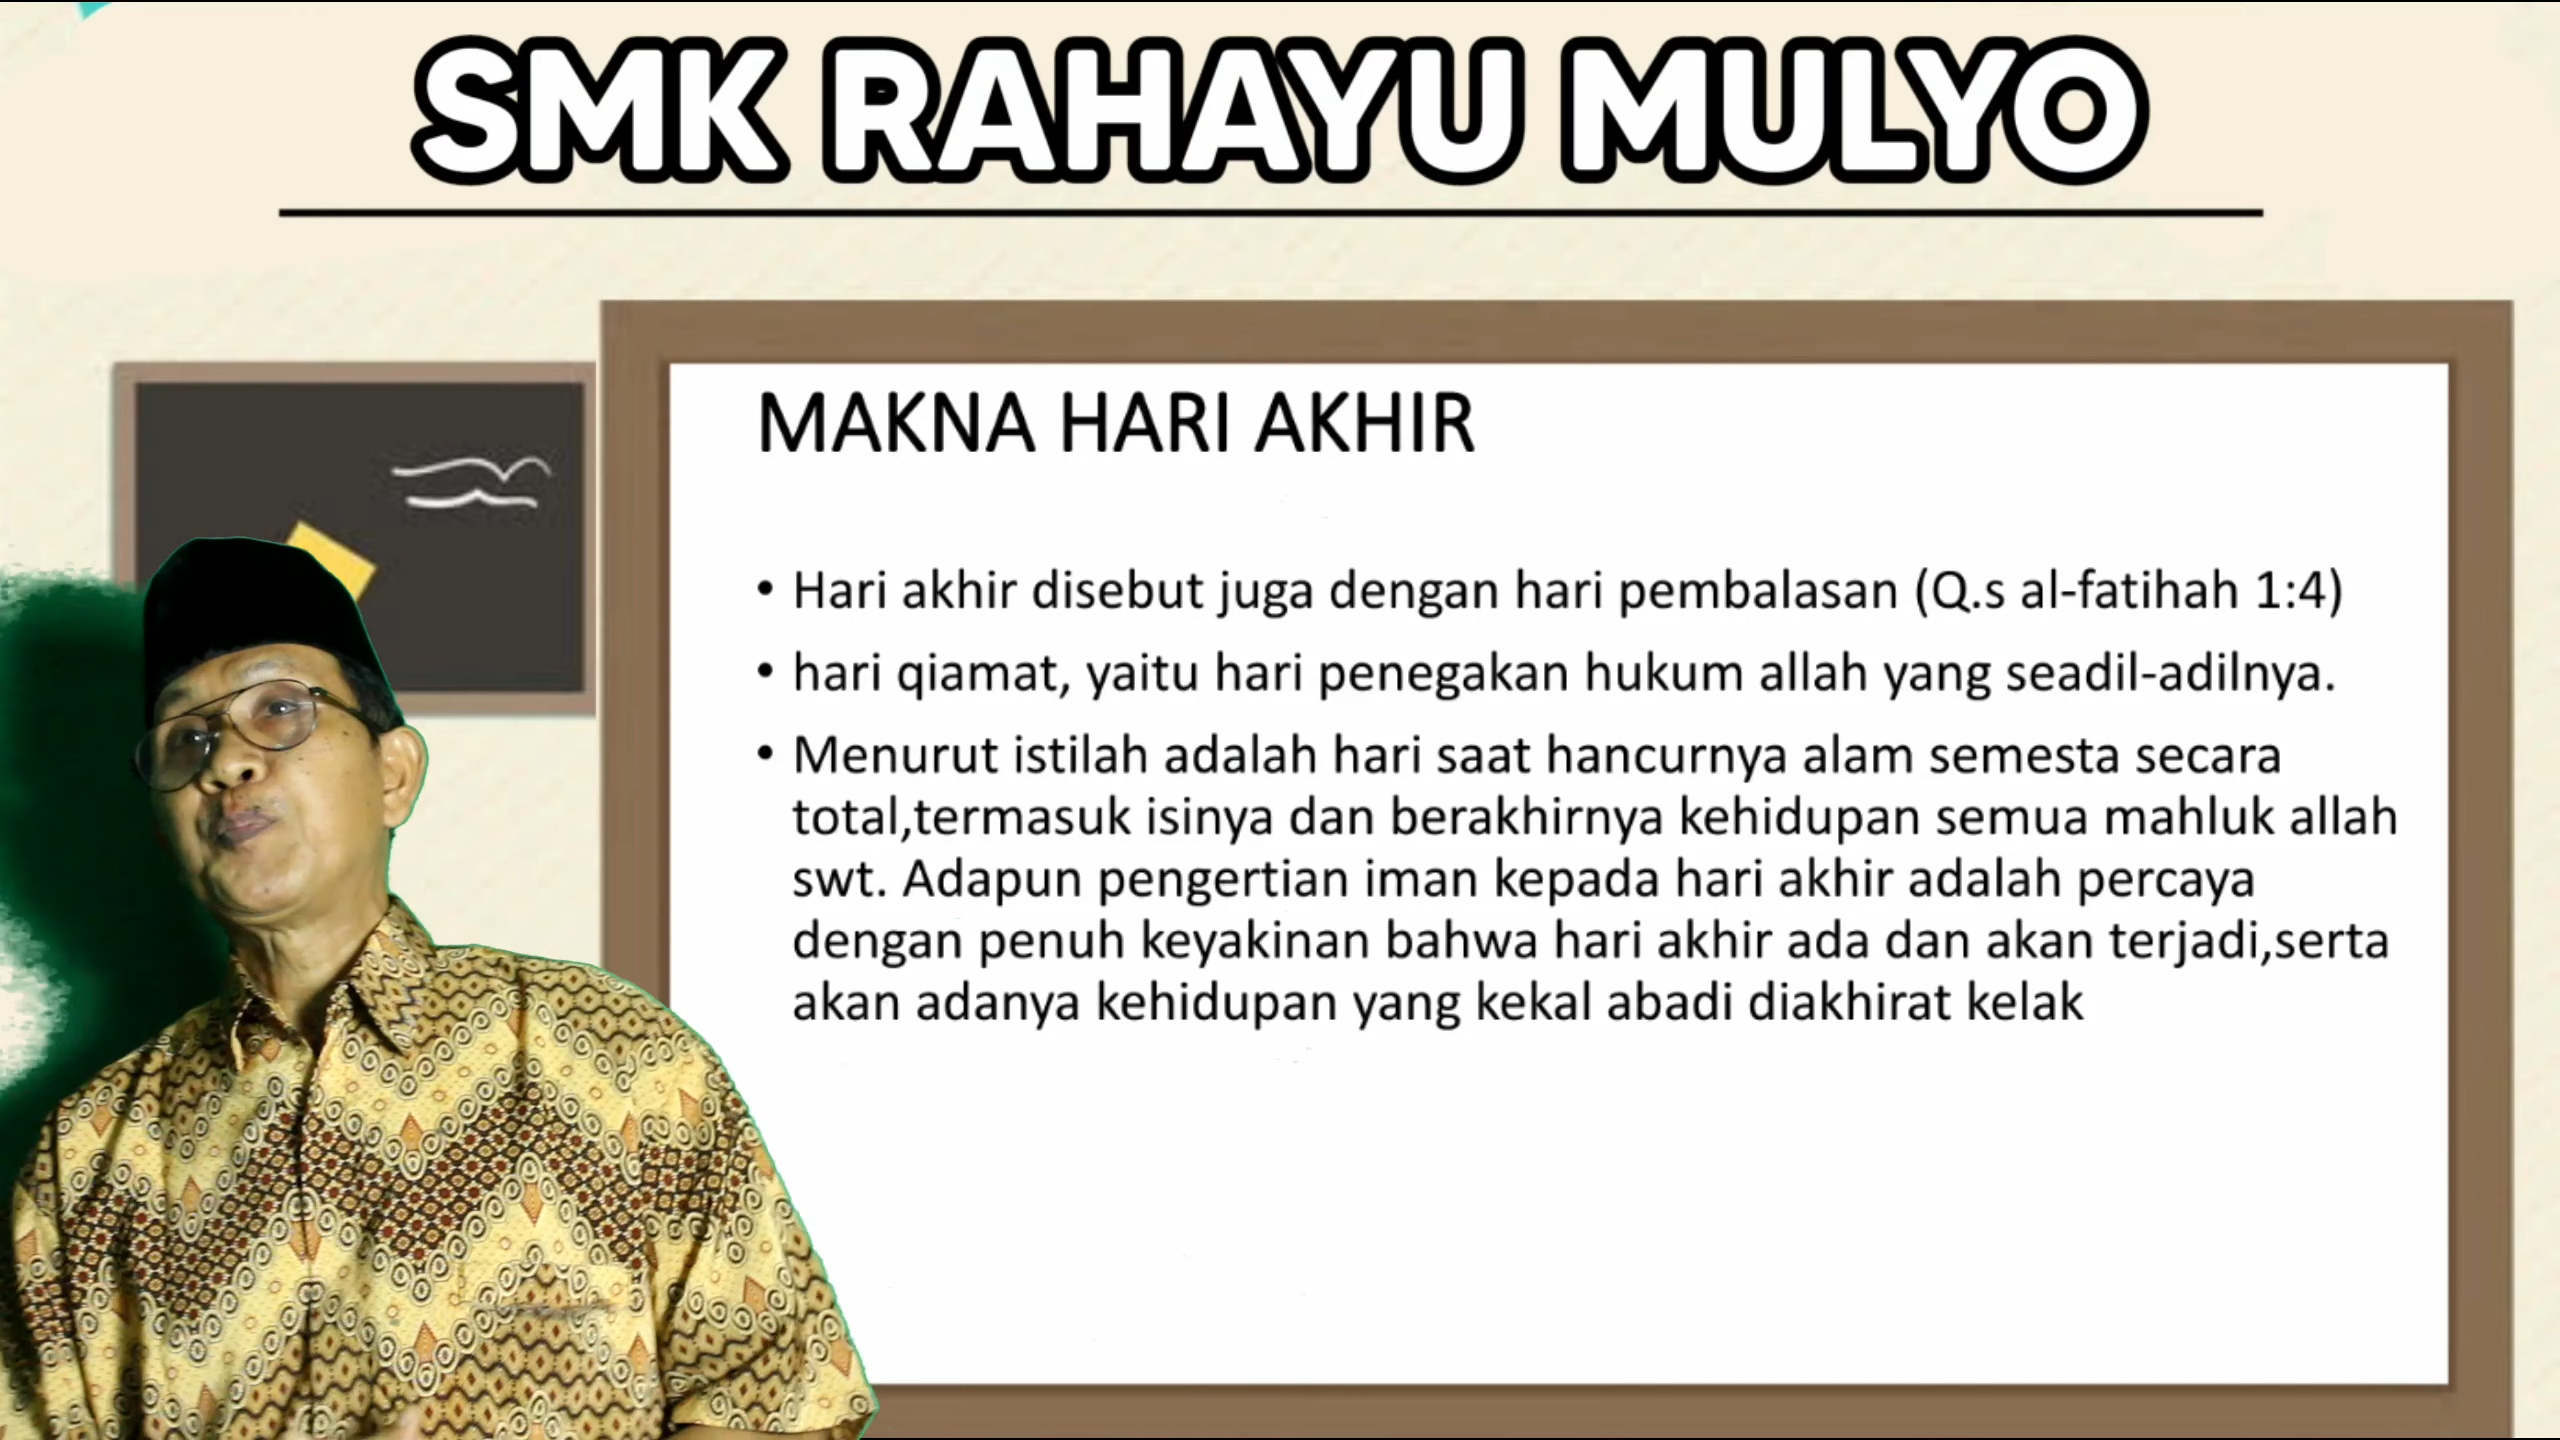 SMK RAHAYU MULYO
MAKNA HARI AKHIR
• Hari akhir disebut juga dengan hari pembalasan (Q.s al-fatihah 1:4)
• hari qiamat, yaitu hari penegakan hukum allah yang seadil-adilnya.
• Menurut istilah adalah hari saat hancurnya alam semesta secara
total,termasuk isinya dan berakhirnya kehidupan semua mahluk allah
swt. Adapun pengertian iman kepada hari akhir adalah percaya
dengan penuh keyakinan bahwa hari akhir ada dan akan terjadi,serta
akan adanya kehidupan yang kekal abadi diakhirat kelak